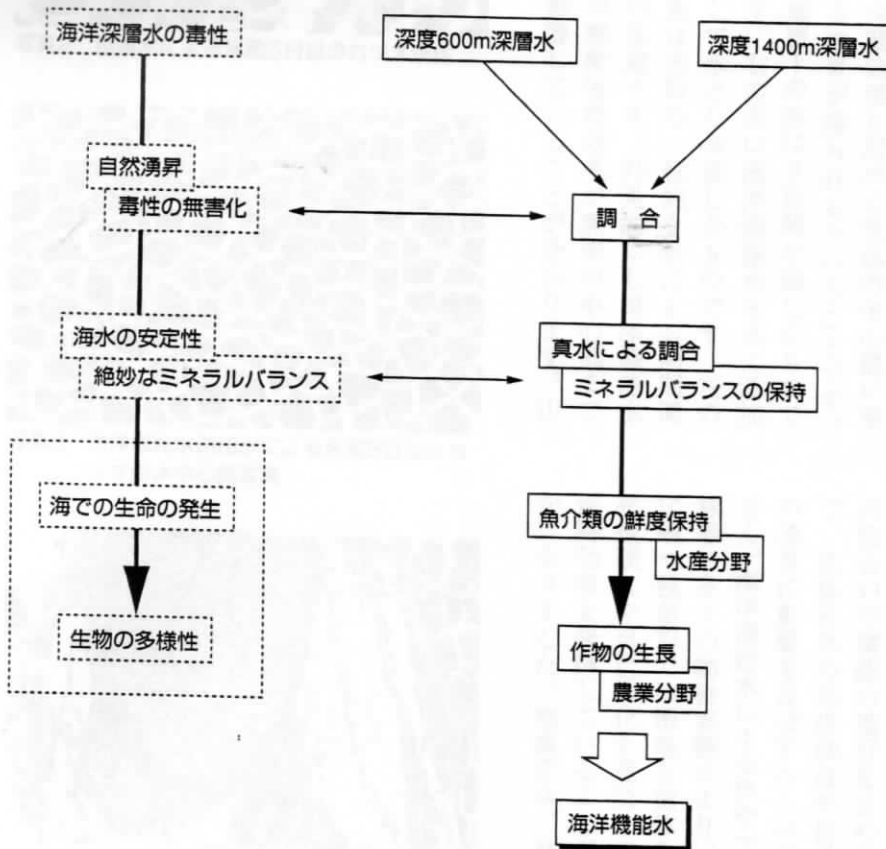 海洋深層水の毒性
自然湧昇
毒性の無害化
海水の安定性
絶妙なミネラルバランス
海での生命の発生
生物の多様性
深度600m深層水
深度1400m深層水
調　合
真水による調合
ミネラルバランスの保持
魚介類の鮮度保持
水産分野
作物の生長
農業分野
海洋機能水